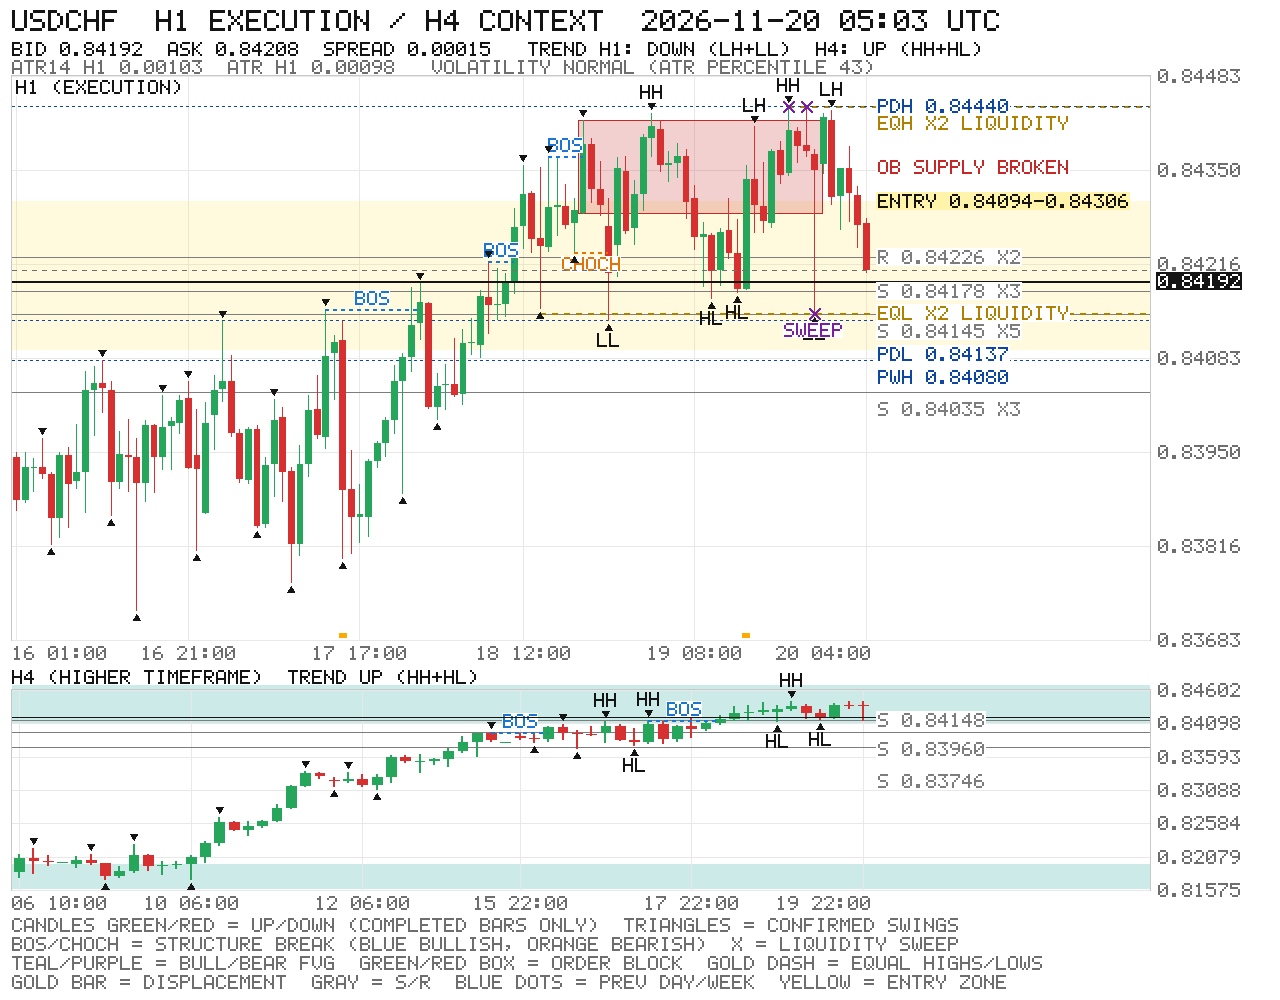 USDCHF  H1 EXECUTION / H4 CONTEXT  2026-11-20 05:03 UTC
BID 0.84192  ASK 0.84208  SPREAD 0.00015   TREND H1: DOWN (LH+LL)  H4: UP (HH+HL)
ATR14 H1 0.00103  ATR H1 0.00098   VOLATILITY NORMAL (ATR PERCENTILE 43)
H1 (EXECUTION)
0.84483
HH
HH
LH
LH
PDH 0.84440
EQH X2 LIQUIDITY
BOS
OB SUPPLY BROKEN
0.84350
ENTRY 0.84094-0.84306
BOS
CHOCH
R 0.84226 X2
0.84216
0.84192
S 0.84178 X3
BOS
HL
HL
EQL X2 LIQUIDITY
SWEEP
S 0.84145 X5
LL
PDL 0.84137
0.84083
PWH 0.84080
S 0.84035 X3
0.83950
0.83816
0.83683
16 01:00
16 21:00
17 17:00
18 12:00
19 08:00
20 04:00
H4 (HIGHER TIMEFRAME)  TREND UP (HH+HL)
HH
0.84602
HH
HH
BOS
BOS
S 0.84148
0.84098
HL
HL
HL
S 0.83960
0.83593
S 0.83746
0.83088
0.82584
0.82079
0.81575
06 10:00
10 06:00
12 06:00
15 22:00
17 22:00
19 22:00
CANDLES GREEN/RED = UP/DOWN (COMPLETED BARS ONLY)  TRIANGLES = CONFIRMED SWINGS
BOS/CHOCH = STRUCTURE BREAK (BLUE BULLISH, ORANGE BEARISH)  X = LIQUIDITY SWEEP
TEAL/PURPLE = BULL/BEAR FVG  GREEN/RED BOX = ORDER BLOCK  GOLD DASH = EQUAL HIGHS/LOWS
GOLD BAR = DISPLACEMENT  GRAY = S/R  BLUE DOTS = PREV DAY/WEEK  YELLOW = ENTRY ZONE